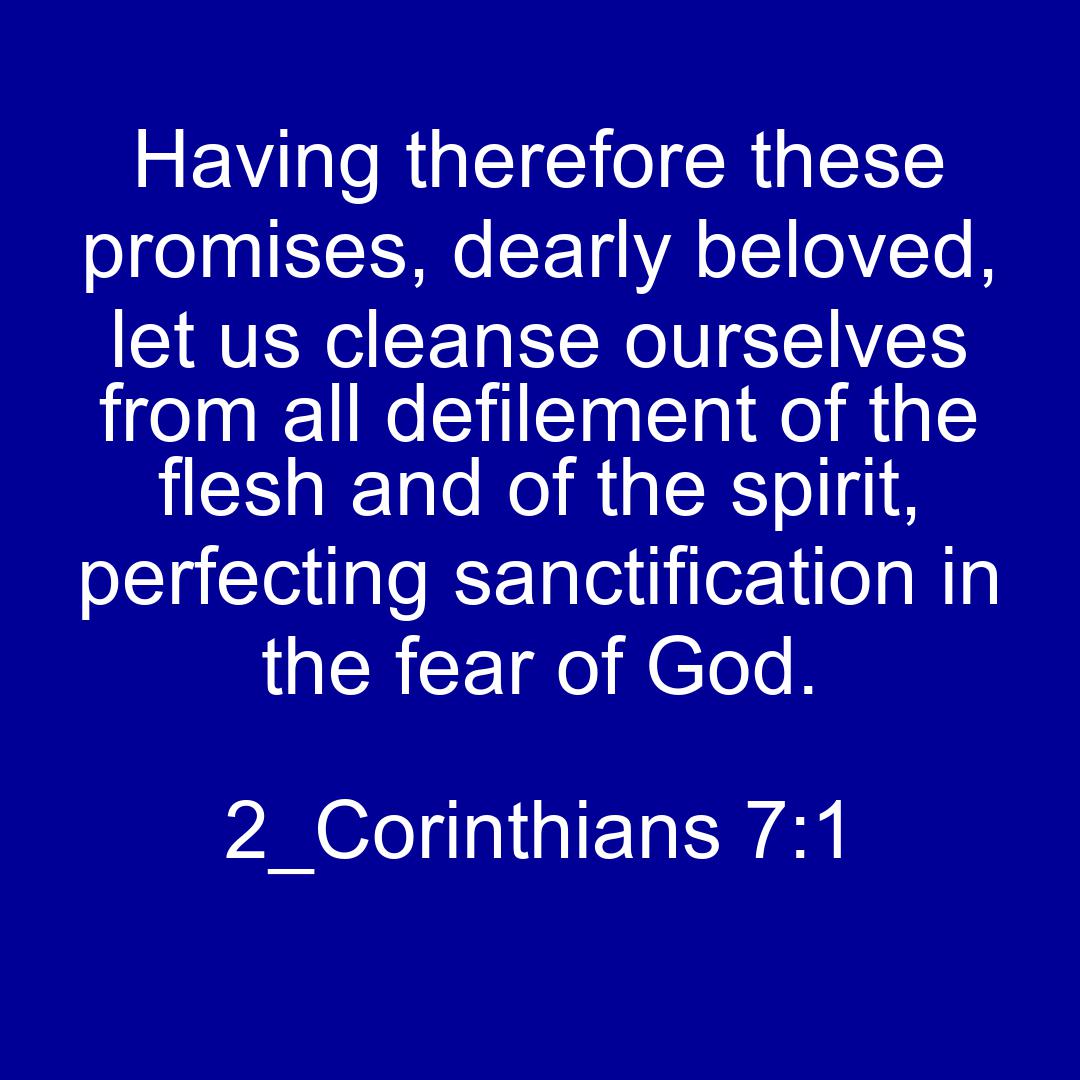 Having therefore these
promises, dearly beloved,
let us cleanse ourselves
from all defilement of the
flesh and of the spirit,
perfecting sanctification in
the fear of God.
2_Corinthians 7:1